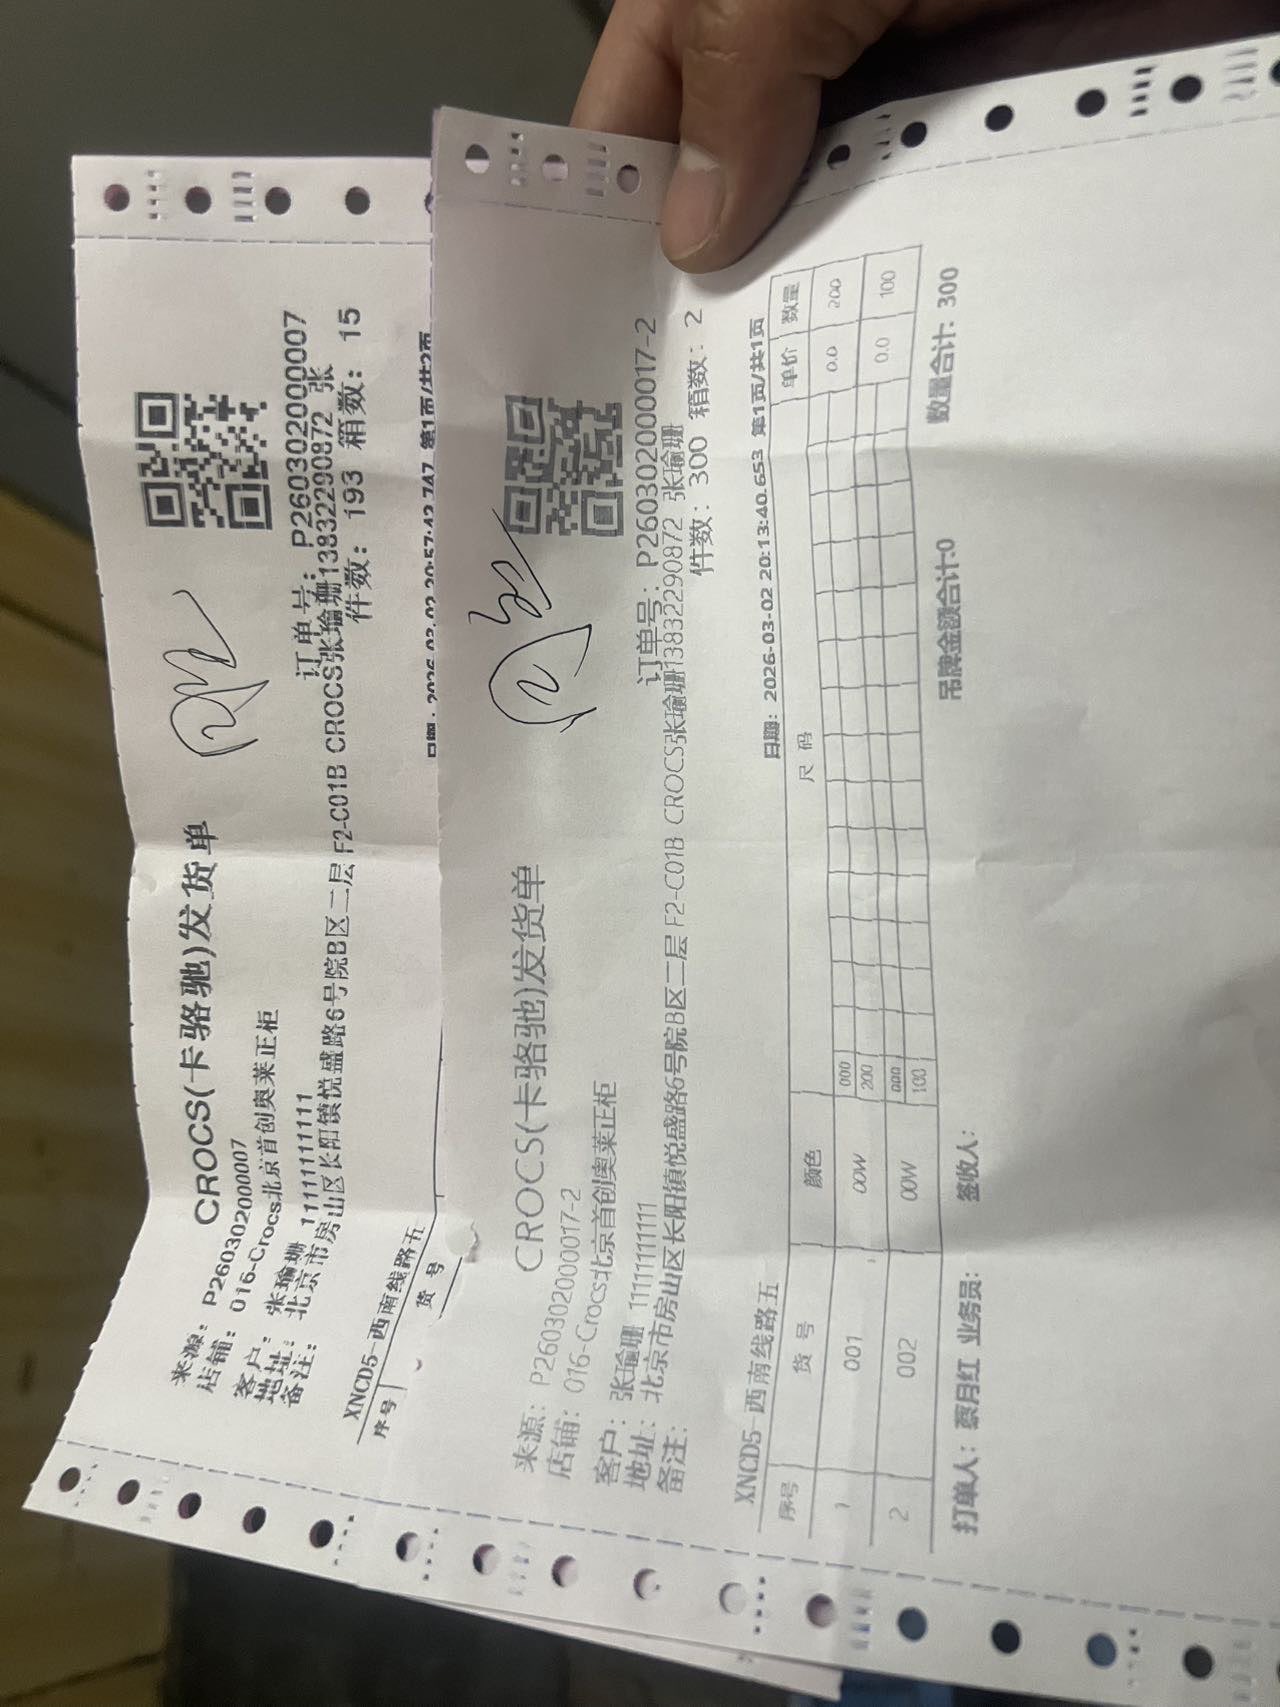 CROCS(卡骆驰)发货单
来源：P260302000007
店铺：016-Crocs北京首创奥莱正柜
订单号：P260302000007
客户：张瑜珊 11111111111
地址：北京市房山区长阳镇悦盛路6号院B区二层 F2-C01B CROCS张瑜珊13832290872 张
备注：
件数：193 箱数：15
XNCD5-西南线路五
第1页/共2页
序号 货号
CROCS(卡骆驰)发货单
来源：P260302000017-2
店铺：016-Crocs北京首创奥莱正柜
订单号：P260302000017-2
客户：张瑜珊 11111111111
地址：北京市房山区长阳镇悦盛路6号院B区二层 F2-C01B CROCS张瑜珊13832290872 张瑜珊
备注：
件数：300 箱数：2
XNCD5-西南线路五 日期：2026-03-02 20:13:40.653 第1页/共1页
序号 货号 颜色 尺码 单价 数量
1 001 00W 000 0.0 200
200
2 002 00W 000 0.0 100
100
打单人：蔡月红 业务员： 签收人： 吊牌金额合计:0 数量合计：300